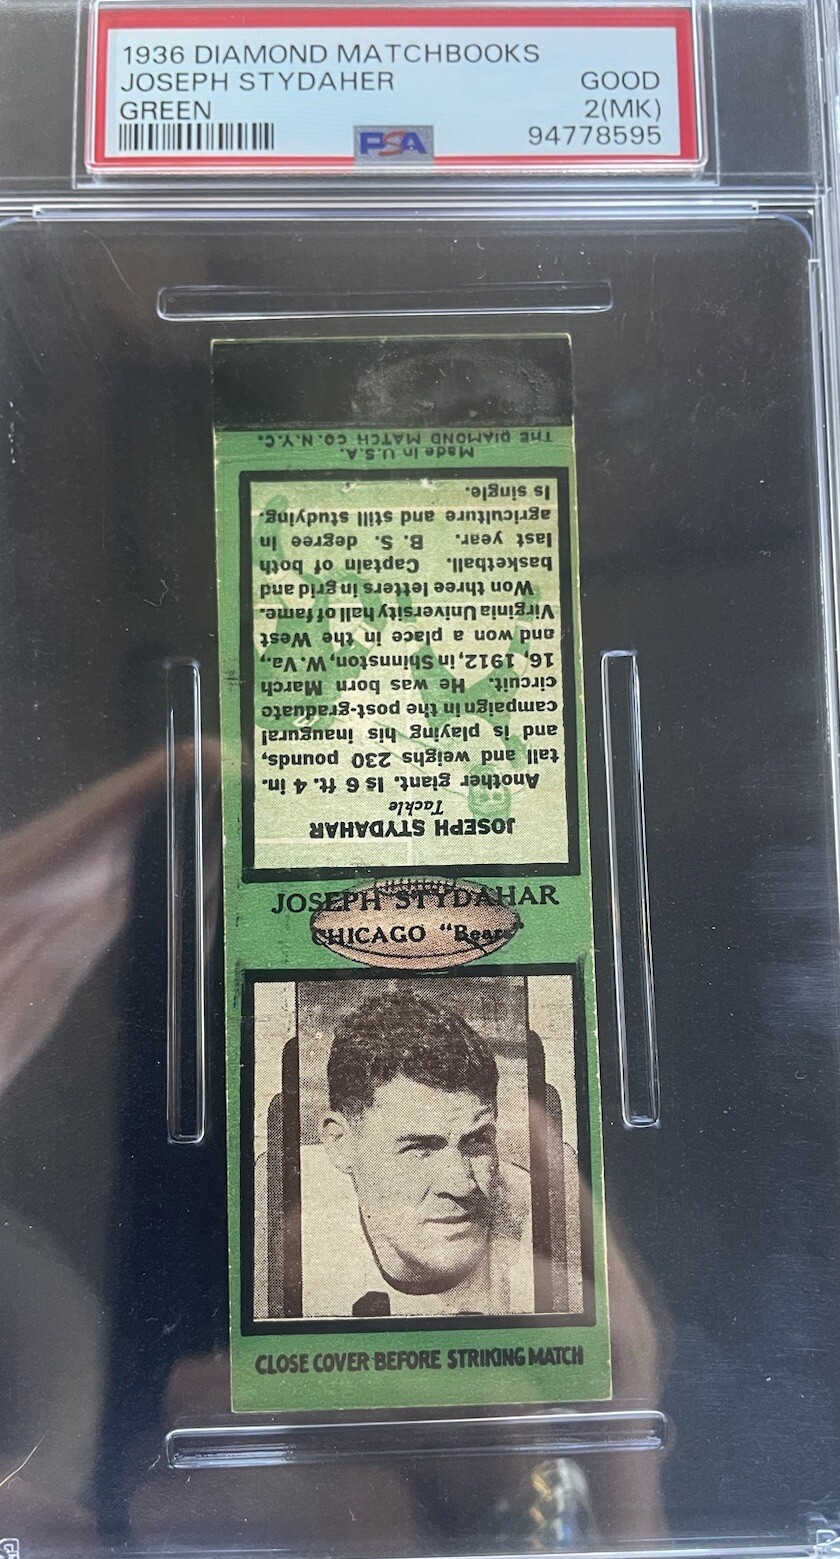 1936 DIAMOND MATCHBOOKS
JOSEPH STYDAHER GOOD
GREEN 2(MK)
PSA 94778595
JOSEPH STYDAHAR
Tackle
Another giant. Is 6 ft. 4 in.
tall and weighs 230 pounds,
and is playing his inaugural
campaign in the post-graduate
circuit. He was born March
16, 1912, in Shinnston, W. Va.,
and won a place in the West
Virginia University hall of fame.
Won three letters in grid and
basketball. Captain of both
last year. B. S. degree in
agriculture and still studying.
Is single.
Made in U.S.A.
THE DIAMOND MATCH CO. N.Y.C.
JOSEPH STYDAHAR
CHICAGO "Bears"
CLOSE COVER BEFORE STRIKING MATCH